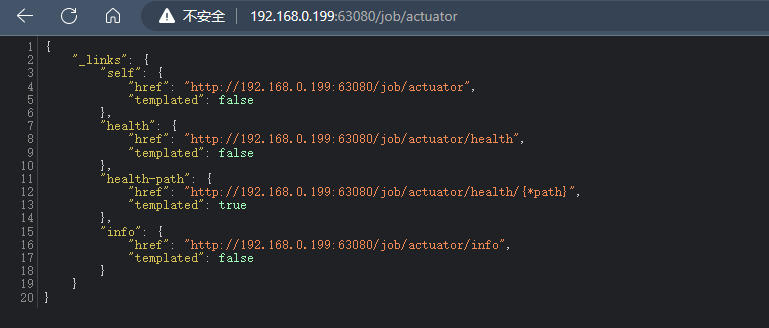 不安全 192.168.0.199:63080/job/actuator
1 {
2 "_links": {
3 "self": {
4 "href": "http://192.168.0.199:63080/job/actuator",
5 "templated": false
6 },
7 "health": {
8 "href": "http://192.168.0.199:63080/job/actuator/health",
9 "templated": false
10 },
11 "health-path": {
12 "href": "http://192.168.0.199:63080/job/actuator/health/{*path}",
13 "templated": true
14 },
15 "info": {
16 "href": "http://192.168.0.199:63080/job/actuator/info",
17 "templated": false
18 }
19 }
20 }